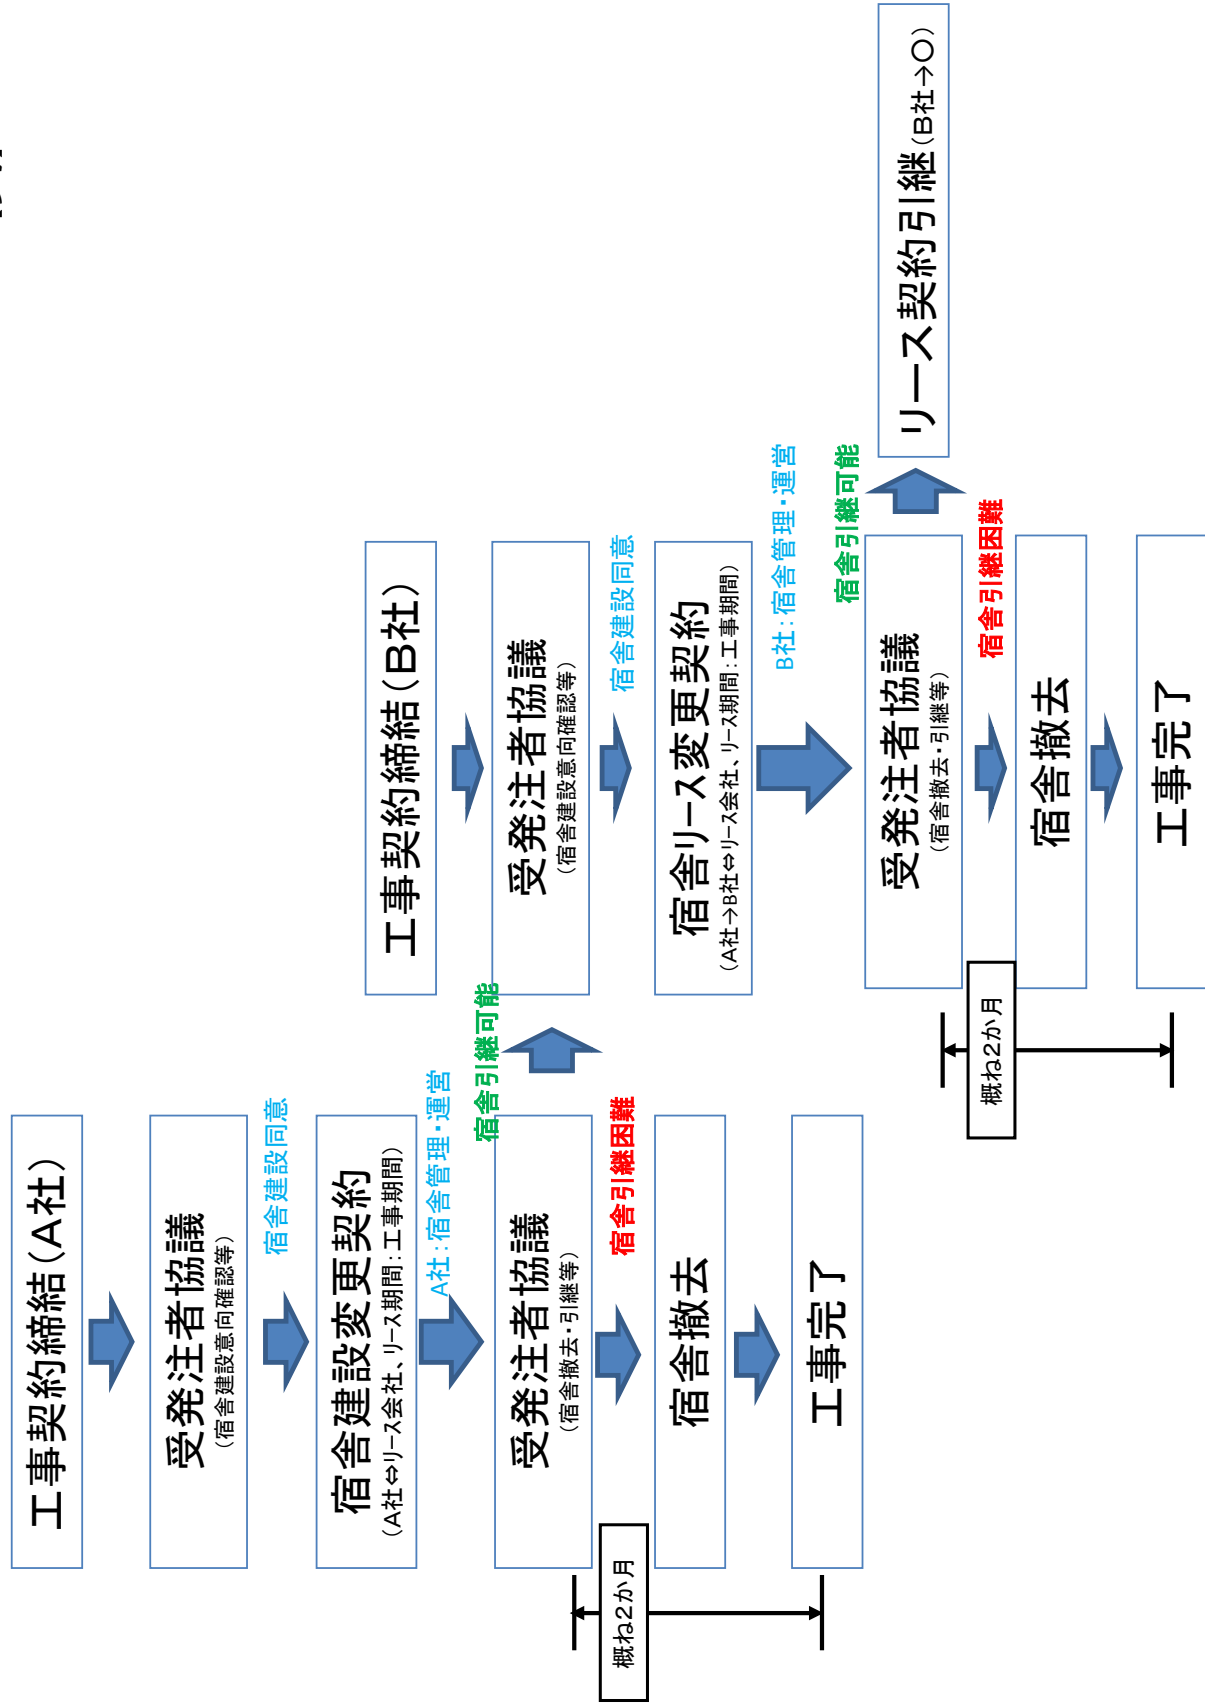 工事契約締結(A社)
受発注者協議
(宿舎建設意向確認等)
宿舎建設同意
宿舎建設変更契約
(A社⇔リース会社、リース期間:工事期間)
A社:宿舎管理・運営
受発注者協議
(宿舎撤去・引継等)
宿舎引継可能
宿舎引継困難
宿舎撤去
工事完了
概ね2か月
工事契約締結(B社)
受発注者協議
(宿舎建設意向確認等)
宿舎建設同意
宿舎リース変更契約
(A社→B社⇔リース会社、リース期間:工事期間)
B社:宿舎管理・運営
受発注者協議
(宿舎撤去・引継等)
宿舎引継可能
宿舎引継困難
宿舎撤去
工事完了
概ね2か月
リース契約引継(B社→〇)